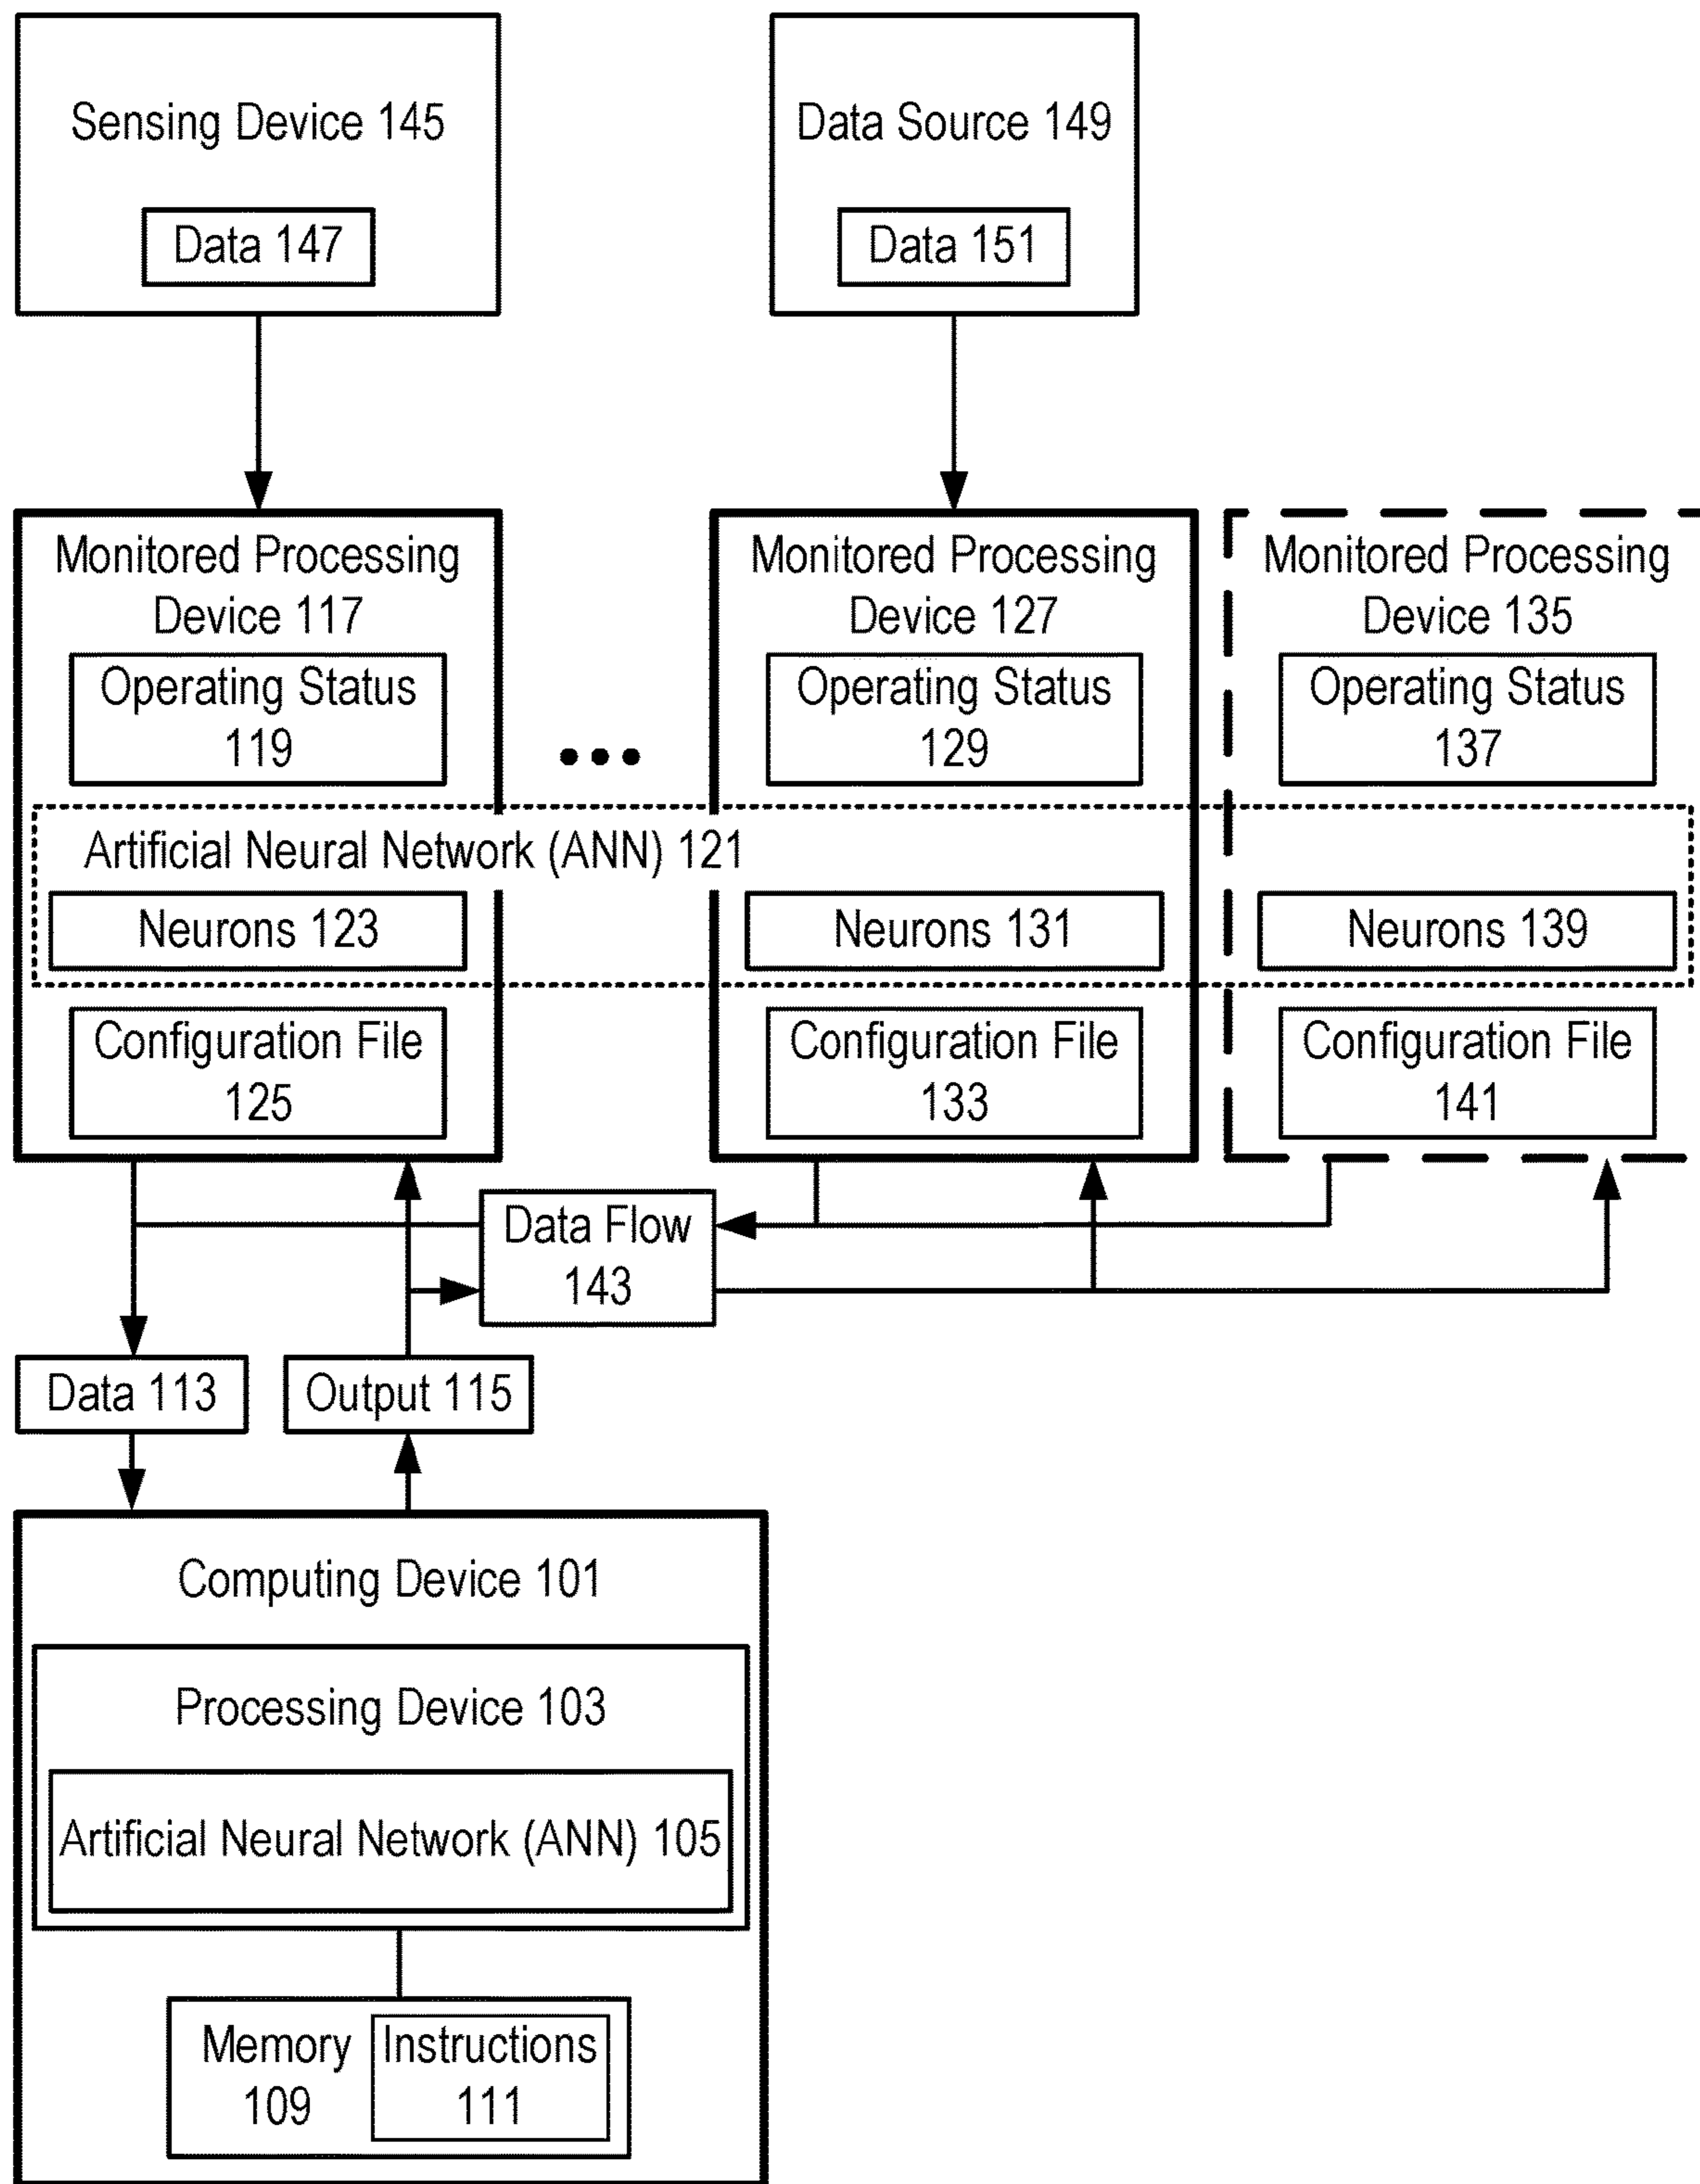 Sensing Device 145
Data 147
Data Source 149
Data 151
Monitored Processing
Device 117
Operating Status
119
Monitored Processing
Device 127
Operating Status
129
Monitored Processing
Device 135
Operating Status
137
•••
Artificial Neural Network (ANN) 121
Neurons 123
Neurons 131
Neurons 139
Configuration File
125
Configuration File
133
Configuration File
141
Data Flow
143
Data 113
Output 115
Computing Device 101
Processing Device 103
Artificial Neural Network (ANN) 105
Memory
109
Instructions
111